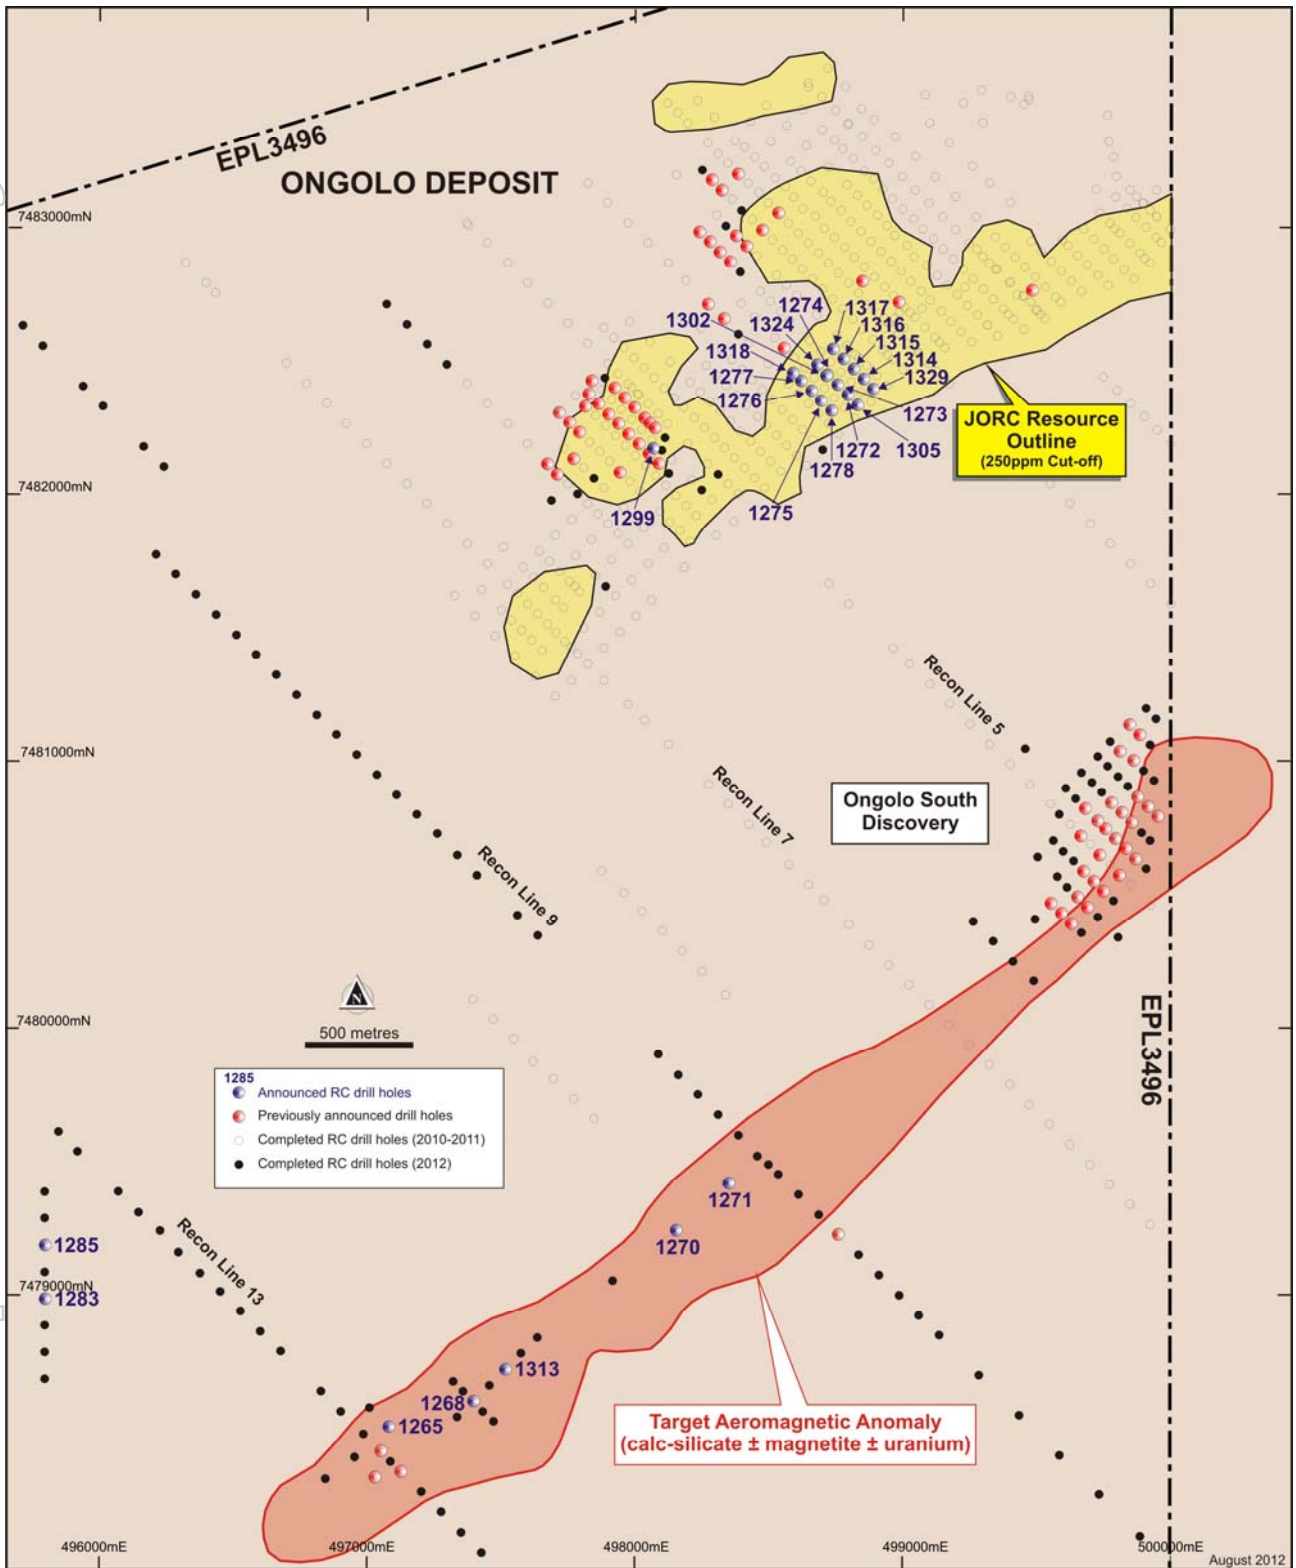 EPL3496
ONGOLO DEPOSIT
7483000mN
1274
1317
1302
1324
1316
1318
1315
1314
1277
1329
1276
1273
JORC Resource
Outline
(250ppm Cut-off)
1272
1305
1278
1275
1299
7482000mN
Recon Line 5
7481000mN
Recon Line 7
Ongolo South
Discovery
Recon Line 9
7480000mN
500 metres
N
EPL3496
1285
Announced RC drill holes
Previously announced drill holes
Completed RC drill holes (2010-2011)
Completed RC drill holes (2012)
1271
1270
Recon Line 13
1285
7479000mN
1283
1313
1268
1265
Target Aeromagnetic Anomaly
(calc-silicate ± magnetite ± uranium)
496000mE
497000mE
498000mE
499000mE
500000mE
August 2012